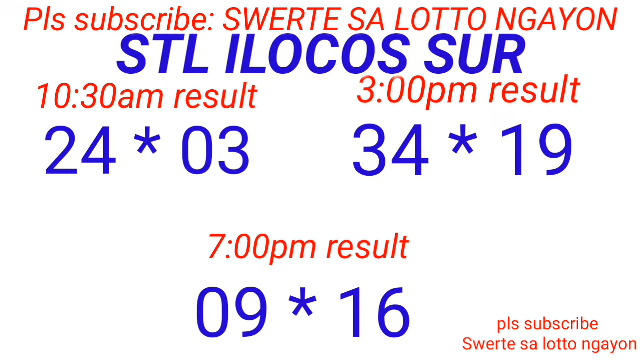 Pls subscribe: SWERTE SA LOTTO NGAYON
STL ILOCOS SUR
10:30am result
24 * 03
3:00pm result
34 * 19
7:00pm result
09 * 16
pls subscribe
Swerte sa lotto ngayon